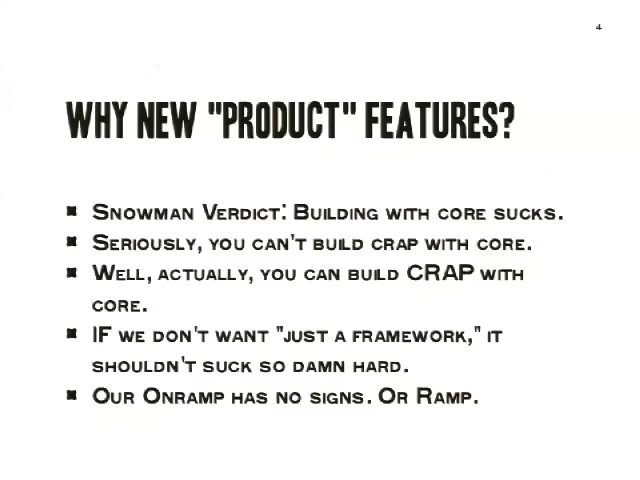 4
WHY NEW "PRODUCT" FEATURES?
Snowman Verdict: Building with core sucks.
Seriously, you can't build crap with core.
Well, actually, you can build CRAP with
core.
IF we don't want "just a framework," it
shouldn't suck so damn hard.
Our Onramp has no signs. Or Ramp.